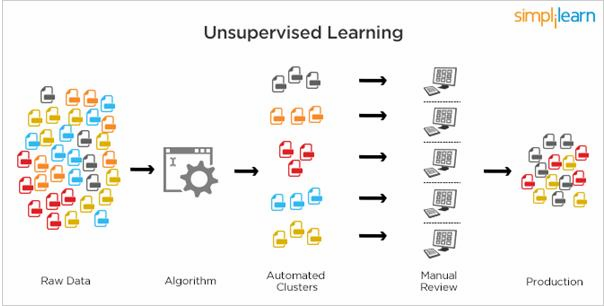 simplilearn
Unsupervised Learning
Raw Data
Algorithm
Automated
Clusters
Manual
Review
Production